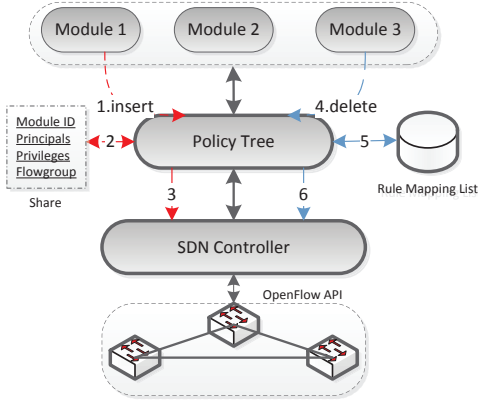 Module 1
Module 2
Module 3
1.insert
4.delete
Module ID
Principals
Privileges
Flowgroup
Share
2
Policy Tree
5
Rule Mapping List
3
6
SDN Controller
OpenFlow API